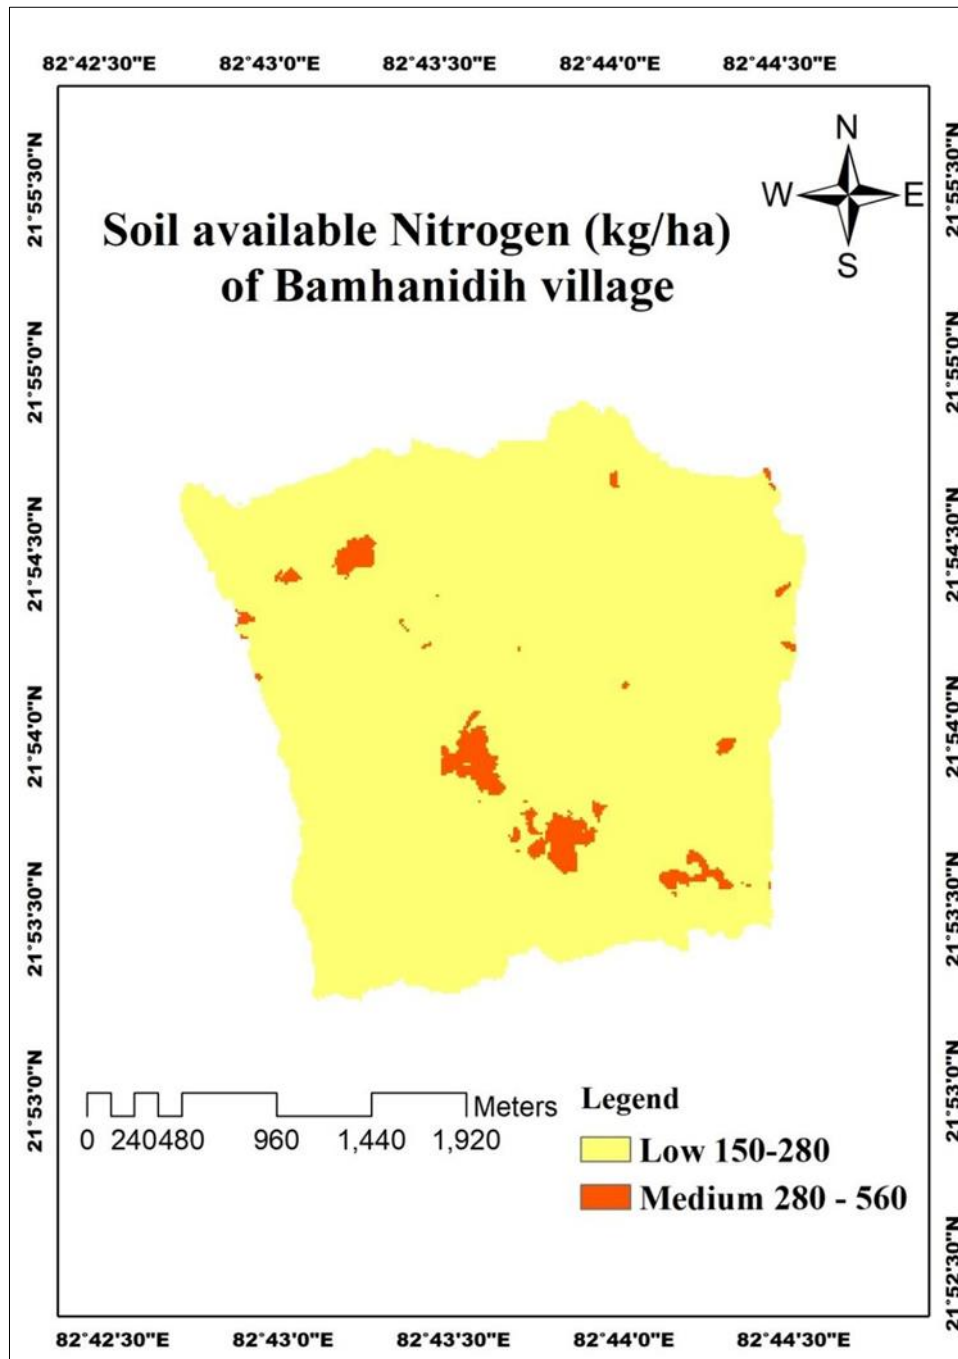 82°42'30"E 82°43'0"E 82°43'30"E 82°44'0"E 82°44'30"E
N
W E
S
Soil available Nitrogen (kg/ha)
of Bamhanidih village
21°55'30"N
21°55'0"N
21°54'30"N
21°54'0"N
21°53'30"N
21°53'0"N
21°55'30"N
21°55'0"N
21°54'30"N
21°54'0"N
21°53'30"N
21°53'0"N
21°52'30"N
Meters
0 240 480 960 1,440 1,920
Legend
Low 150-280
Medium 280 - 560
82°42'30"E 82°43'0"E 82°43'30"E 82°44'0"E 82°44'30"E